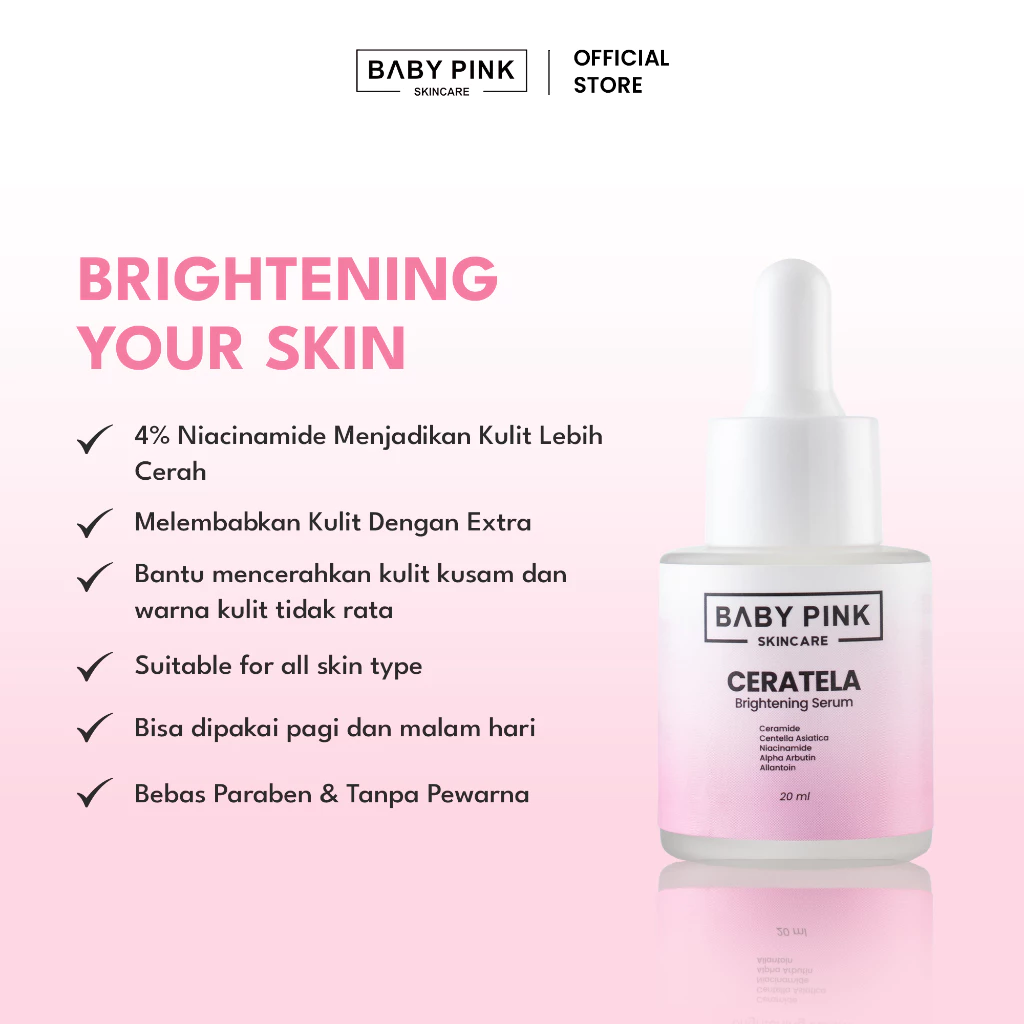 BABY PINK
SKINCARE
OFFICIAL
STORE
BRIGHTENING
YOUR SKIN
4% Niacinamide Menjadikan Kulit Lebih
Cerah
Melembabkan Kulit Dengan Extra
Bantu mencerahkan kulit kusam dan
warna kulit tidak rata
Suitable for all skin type
Bisa dipakai pagi dan malam hari
Bebas Paraben & Tanpa Pewarna
BABY PINK
SKINCARE
CERATELA
Brightening Serum
Ceramide
Centella Asiatica
Niacinamide
Alpha Arbutin
Allantoin
20 ml